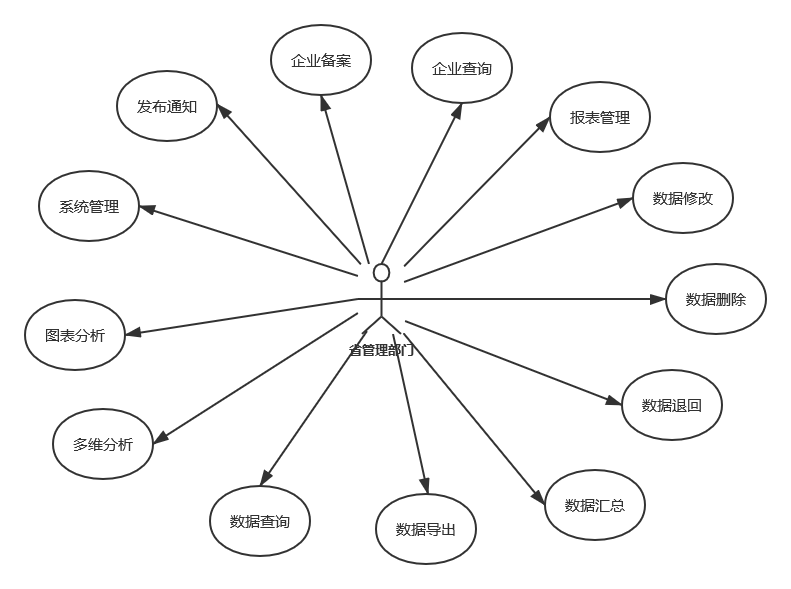 企业备案
企业查询
发布通知
报表管理
系统管理
数据修改
数据删除
图表分析
省管理部门
数据退回
多维分析
数据汇总
数据查询
数据导出